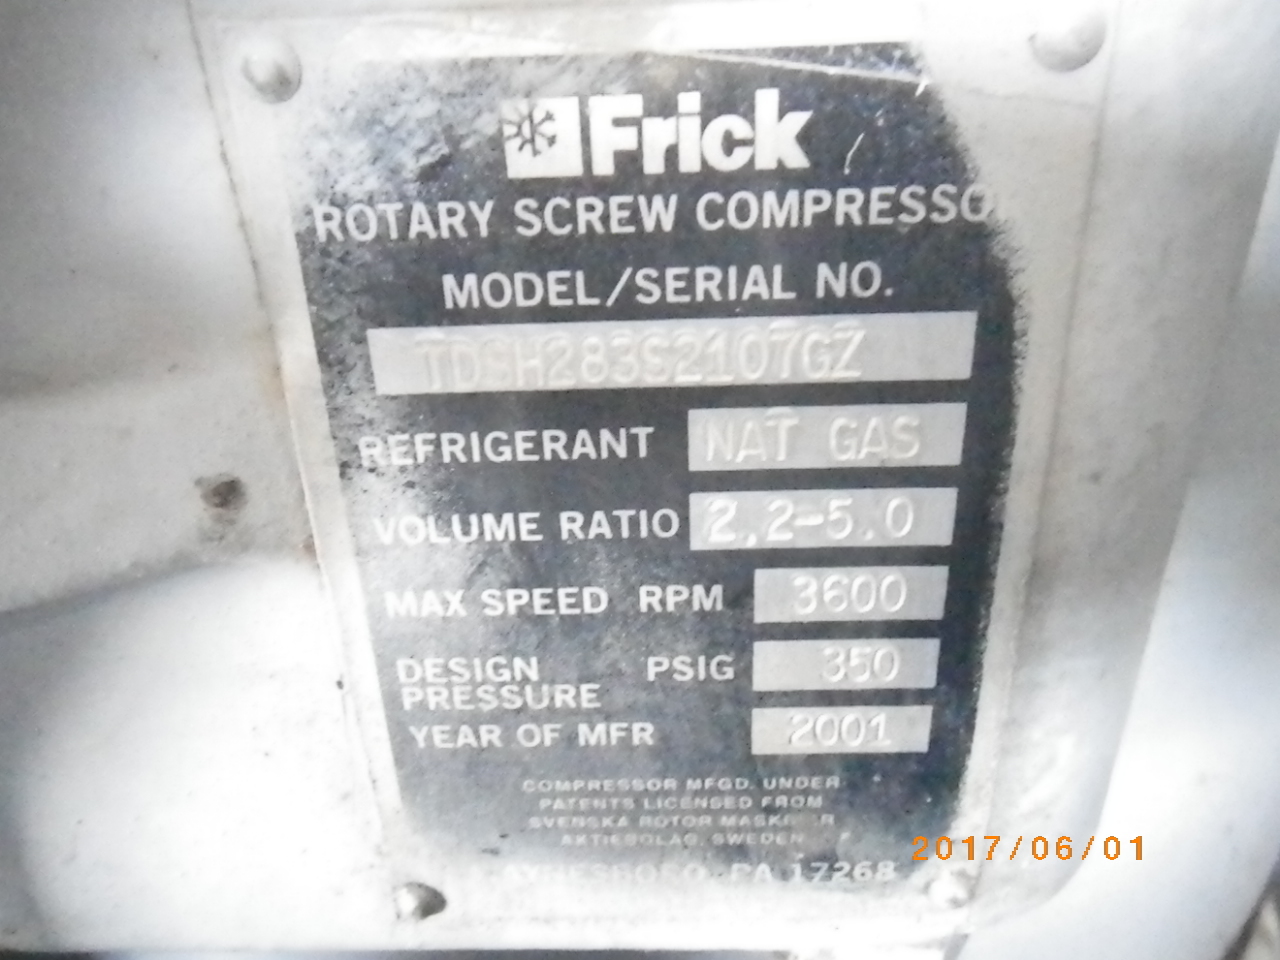 Frick
ROTARY SCREW COMPRESSO
MODEL/SERIAL NO.
TDSH283S2107GZ
REFRIGERANT NAT GAS
VOLUME RATIO 2.2-5.0
MAX SPEED RPM 3600
DESIGN PRESSURE PSIG 350
YEAR OF MFR 2001
COMPRESSOR MFGD. UNDER
PATENTS LICENSED FROM
SVENSKA ROTOR
AKTIEBOLAG, SWEDEN
PA 17268
2017/06/01